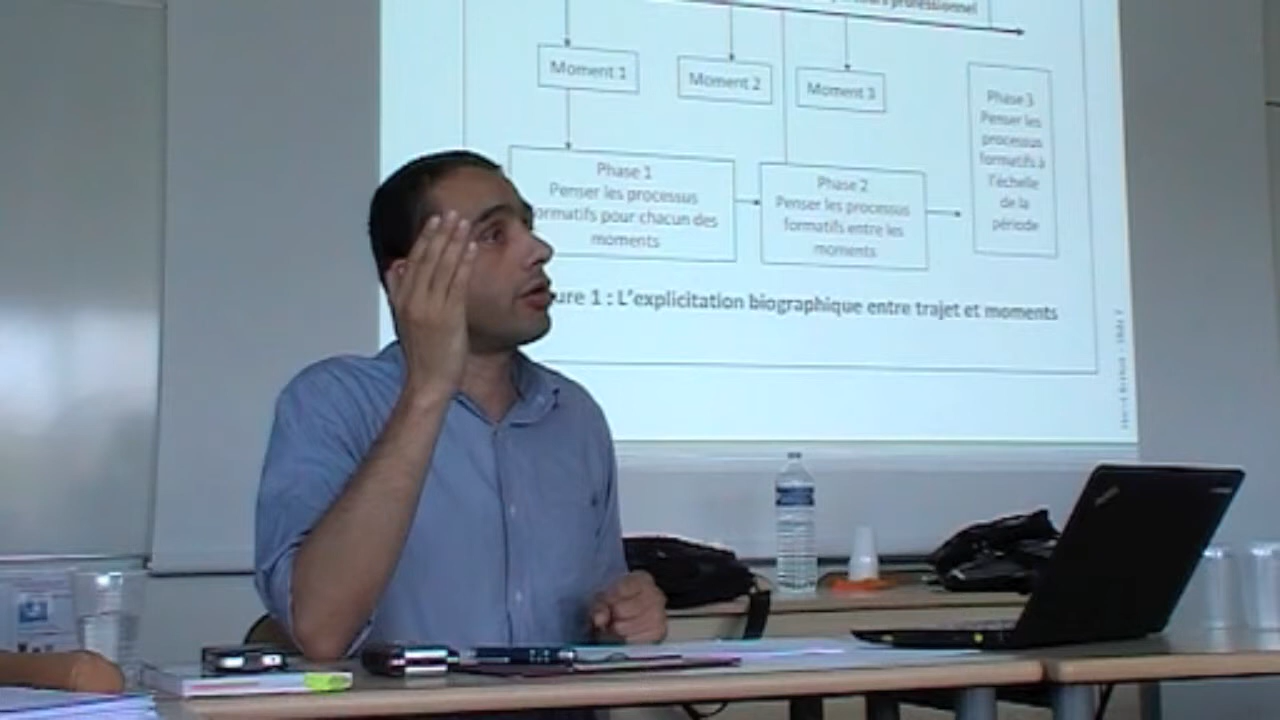 professionnel
Moment 1
Moment 2
Moment 3
Phase 3
Penser les
processus
formatifs à
l'échelle
de la
période
Phase 1
Penser les processus
ormatifs pour chacun des
moments
Phase 2
Penser les processus
formatifs entre les
moments
ure 1 : L'explicitation biographique entre trajet et moments